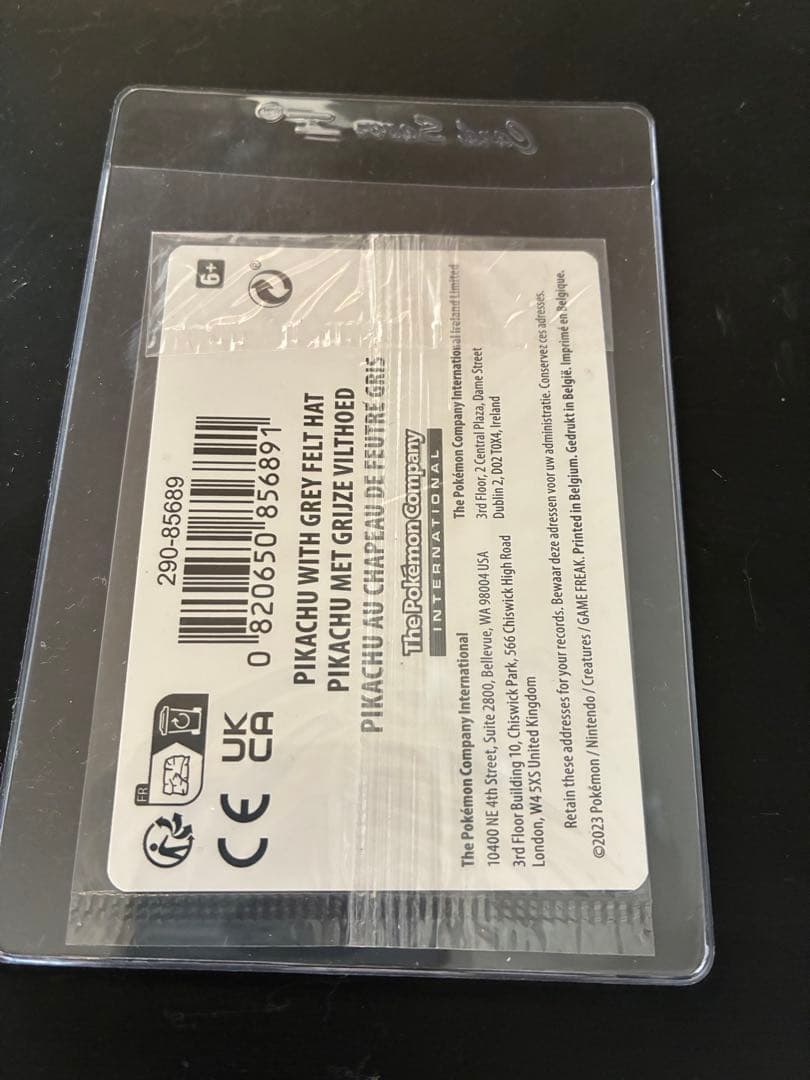 Card Saver
6+
®
290-85689
0 820650 856891
FR
CE
UK
CA
PIKACHU WITH GREY FELT HAT
PIKACHU MET GRIJZE VILTHOED
PIKACHU AU CHAPEAU DE FEUTRE GRIS
The Pokémon Company
INTERNATIONAL
The Pokémon Company International
10400 NE 4th Street, Suite 2800, Bellevue, WA 98004 USA
3rd Floor Building 10, Chiswick Park, 566 Chiswick High Road
London, W4 5XS United Kingdom
The Pokémon Company International Ireland Limited
3rd Floor, 2 Central Plaza, Dame Street
Dublin 2, D02 T0X4, Ireland
Retain these addresses for your records. Bewaar deze adressen voor uw administratie. Conservez ces adresses.
©2023 Pokémon / Nintendo / Creatures / GAME FREAK. Printed in Belgium. Gedrukt in België. Imprimé en Belgique.